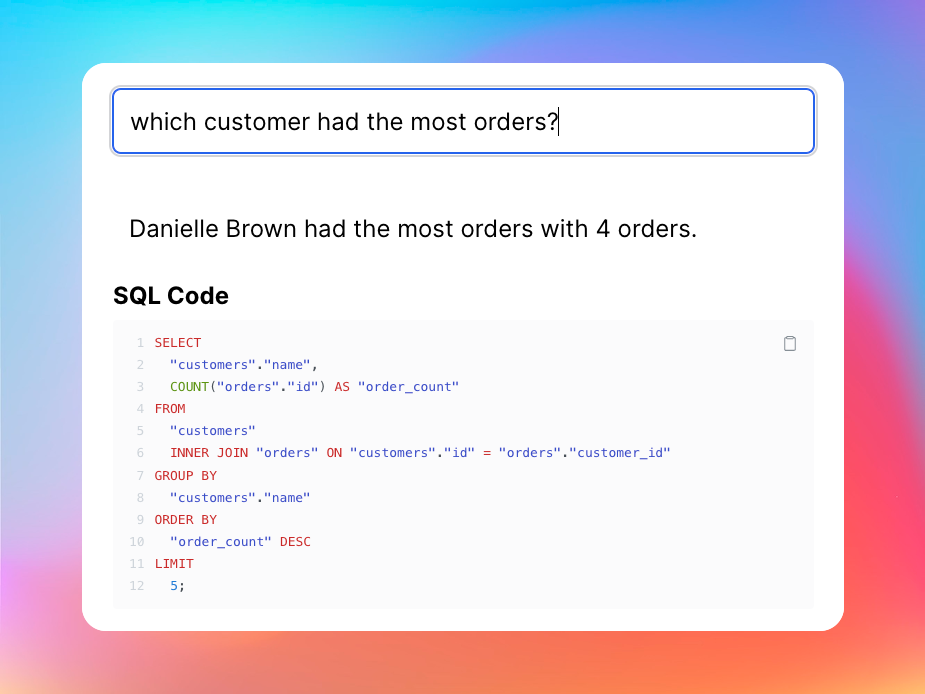 which customer had the most orders?
Danielle Brown had the most orders with 4 orders.
SQL Code
1 SELECT
2   "customers"."name",
3   COUNT("orders"."id") AS "order_count"
4 FROM
5   "customers"
6   INNER JOIN "orders" ON "customers"."id" = "orders"."customer_id"
7 GROUP BY
8   "customers"."name"
9 ORDER BY
10   "order_count" DESC
11 LIMIT
12   5;